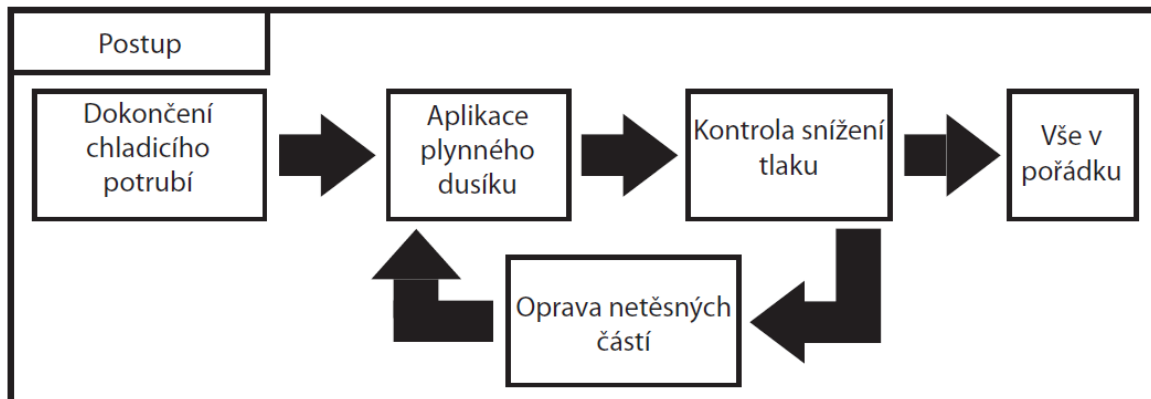 Postup
Dokončení
chladicího
potrubí
Aplikace
plynného
dusíku
Kontrola snížení
tlaku
Vše v
pořádku
Oprava netěsných
částí